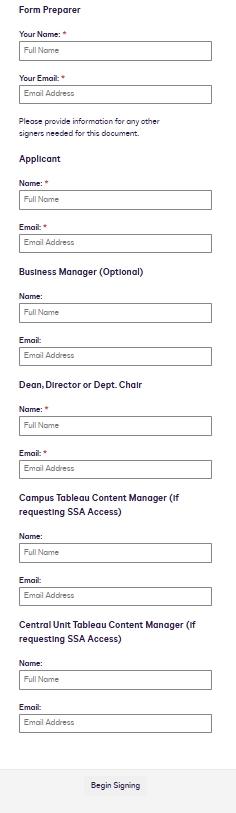 Form Preparer
Your Name: *
Full Name
Your Email: *
Email Address
Please provide information for any other
signers needed for this document.
Applicant
Name: *
Full Name
Email: *
Email Address
Business Manager (Optional)
Name:
Full Name
Email:
Email Address
Dean, Director or Dept. Chair
Name: *
Full Name
Email: *
Email Address
Campus Tableau Content Manager (if
requesting SSA Access)
Name:
Full Name
Email:
Email Address
Central Unit Tableau Content Manager (if
requesting SSA Access)
Name:
Full Name
Email:
Email Address
Begin Signing